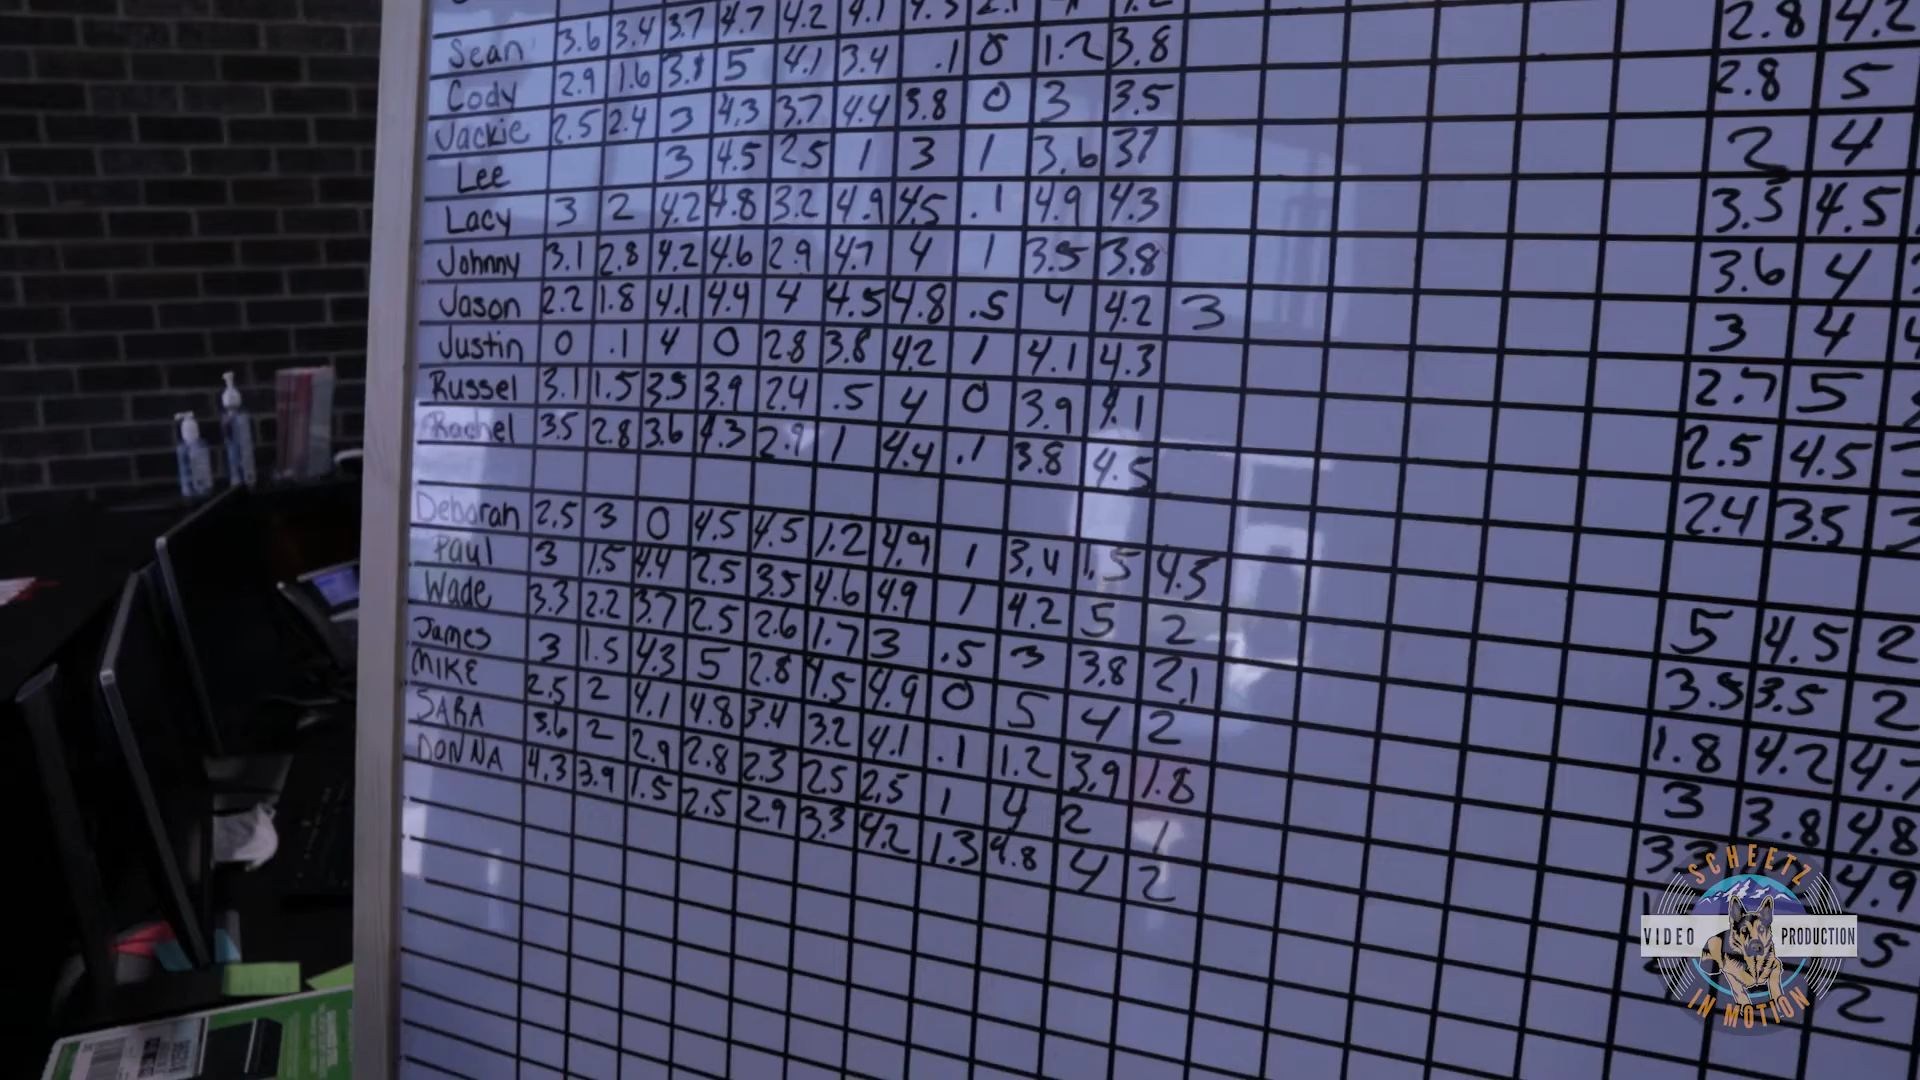 3.6 3.4 3.7 4.7 4.2 4.1 4.3
Sean 2.9 1.6 5 4.1 3.4 .1 0 1.2 3.8 2.8 4.2
Cody 2.5 2.4 3 4.3 3.7 4.4 3.8 0 3 3.5 2.8 5
Jackie 3 4.5 2.5 1 3 1 3.6 37 2 4
Lee
Lacy 3 2 4.2 4.8 3.2 4.9 4.5 .1 4.9 4.3 3.5 4.5
Johnny 3.1 2.8 4.2 4.6 2.9 4.7 4 1 3.5 3.8 3.6 4
Jason 2.2 1.8 4.1 4.4 4 4.5 4.8 .5 4 4.2 3 3 4
Justin 0 .1 4 0 2.8 3.8 4.2 1 4.1 4.3 2.7 5
Russel 3.1 1.5 3.5 3.9 2.4 .5 4 0 3.9 4.1 2.5 4.5
Rachel 3.5 2.8 3.6 4.3 2.9 1 4.4 .1 3.8 4.5 2.4 3.5 3
Deborah 2.5 3 0 4.5 4.5 1.2 4.9 1 3.4 1.5 4.5 5 4.5 2
Paul 3 1.5 4.4 2.5 3.5 4.6 4.9 1 4.2 5 2 3.5 3.5 2
Wade 3.3 2.2 3.7 2.5 2.6 1.7 3 .5 3 3.8 2.1 1.8 4.2 4.7
James 3 1.5 4.3 5 2.8 4.5 4.9 0 5 4 2 3 3.8 4.8
MIKE 2.5 2 4.1 4.8 3.4 3.2 4.1 .1 1.2 3.9 1.8 4.9
SARA 3.6 2 2.9 2.8 2.3 2.5 2.5 1 4 2 1 5
DONNA 4.3 3.9 1.5 2.5 2.9 3.3 4.2 1.3 4.8 4 2 2
SCHEETZ
VIDEO PRODUCTION
IN MOTION